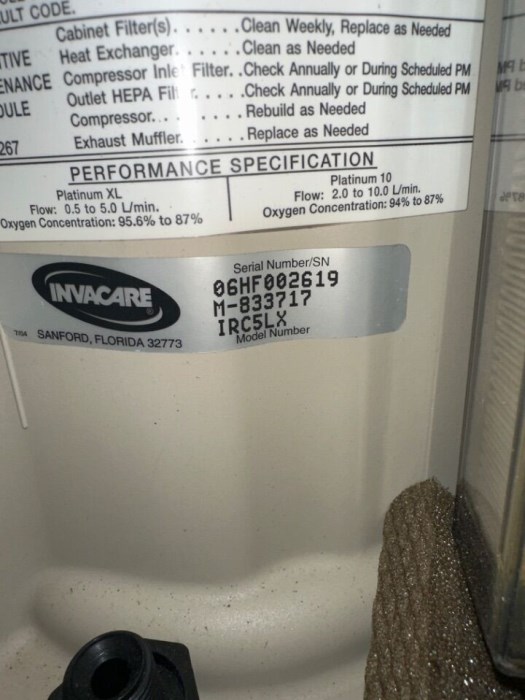 ULT CODE.
Cabinet Filter(s). . . . . .Clean Weekly, Replace as Needed
TIVE Heat Exchanger. . . . . .Clean as Needed
ENANCE Compressor Inlet Filter. .Check Annually or During Scheduled PM
DULE Outlet HEPA Filter. . . . .Check Annually or During Scheduled PM
Compressor. . . . . . .Rebuild as Needed
267 Exhaust Muffler. . . . . .Replace as Needed
PERFORMANCE SPECIFICATION
Platinum XL
Flow: 0.5 to 5.0 L/min.
Oxygen Concentration: 95.6% to 87%
Platinum 10
Flow: 2.0 to 10.0 L/min.
Oxygen Concentration: 94% to 87%
INVACARE®
SANFORD, FLORIDA 32773
Serial Number/SN
06HF002619
M-833717
IRC5LX
Model Number